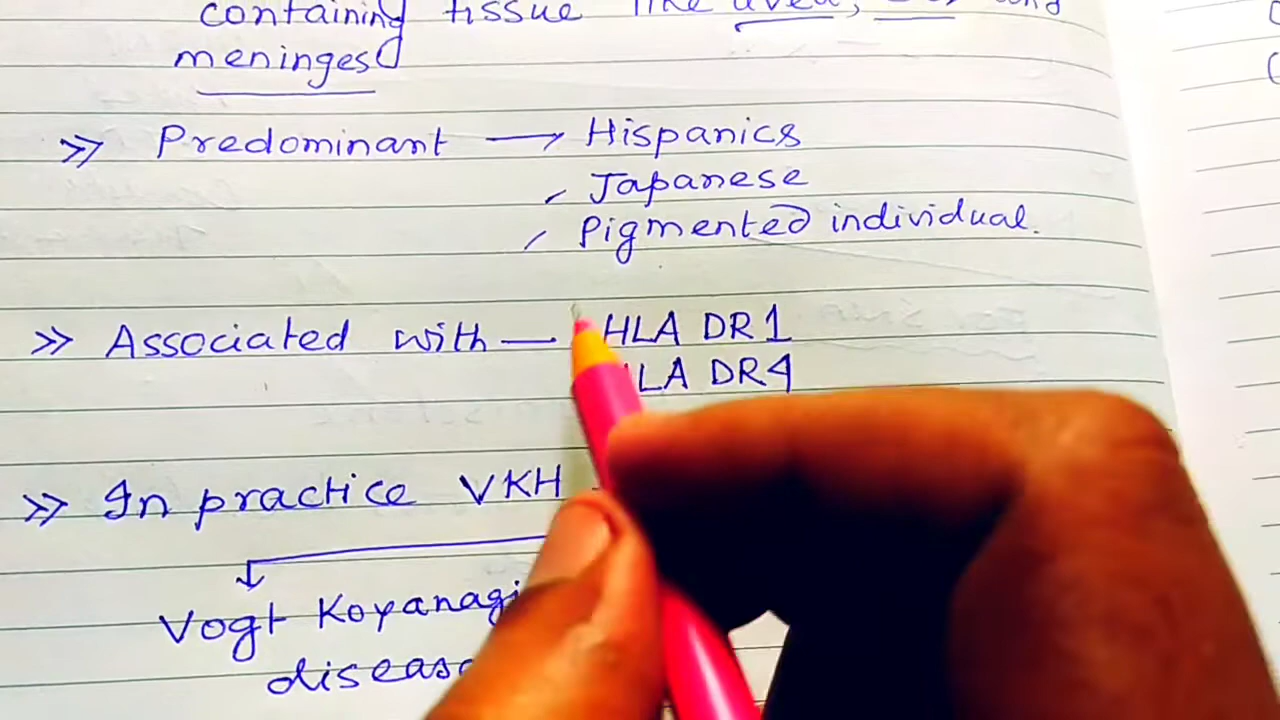 containing tissue like uvea,
meninges
>> Predominant → Hispanics
Japanese
Pigmented individual.
>> Associated with — HLA DR1
LA DR4
>> In practice VKH
Vogt Koyanagi
disease